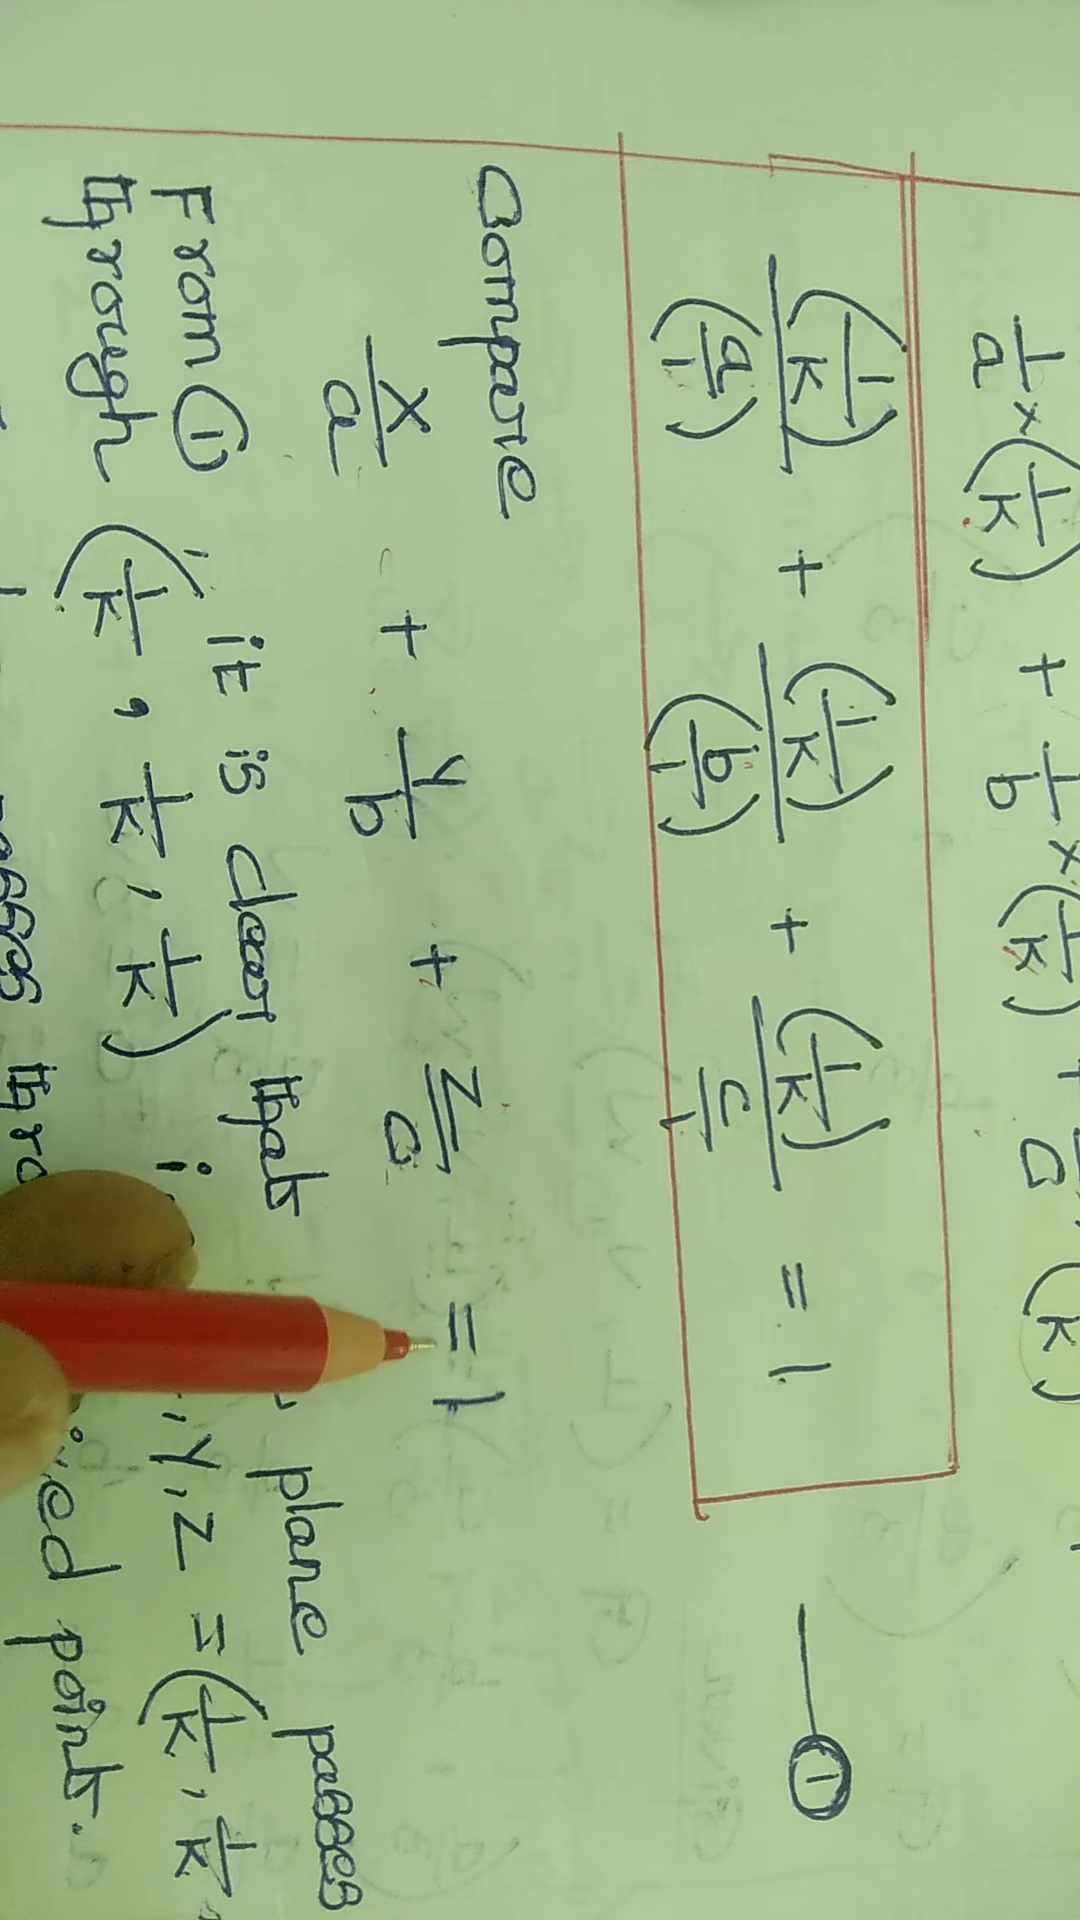 1/a × (1/k) + 1/b × (1/k) + 1/c (1/k)
(1/k)/(a/1) + (1/k)/(b/1) + (1/k)/(c/1) = 1 — ①
Compare
x/a + y/b + z/c = 1
From ① it is clear that plane passes
through (1/k, 1/k, 1/k) i , y, z = (1/k, 1/k,
passes point.